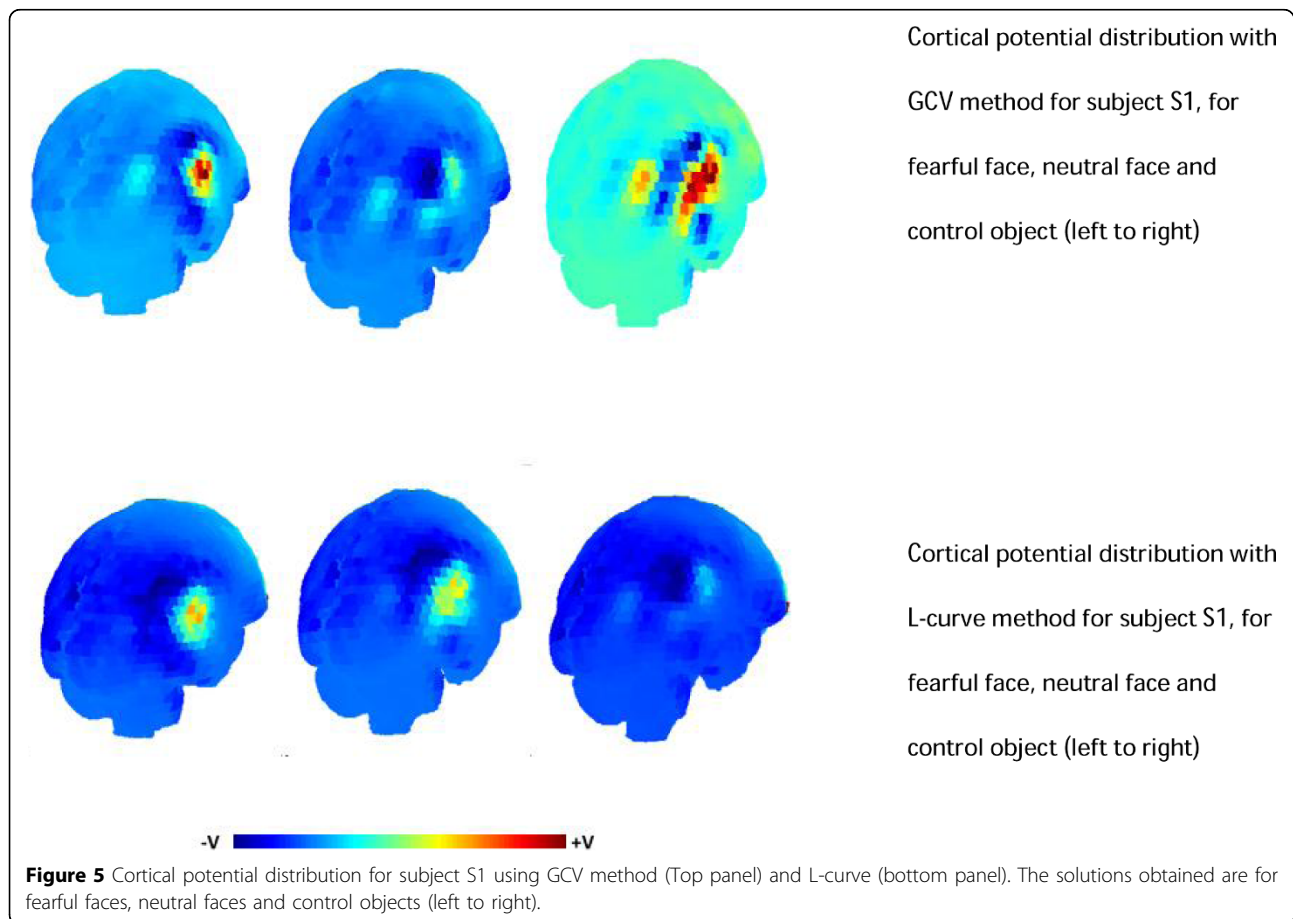 Cortical potential distribution with
GCV method for subject S1, for
fearful face, neutral face and
control object (left to right)
Cortical potential distribution with
L-curve method for subject S1, for
fearful face, neutral face and
control object (left to right)
-V +V
Figure 5 Cortical potential distribution for subject S1 using GCV method (Top panel) and L-curve (bottom panel). The solutions obtained are for
fearful faces, neutral faces and control objects (left to right).